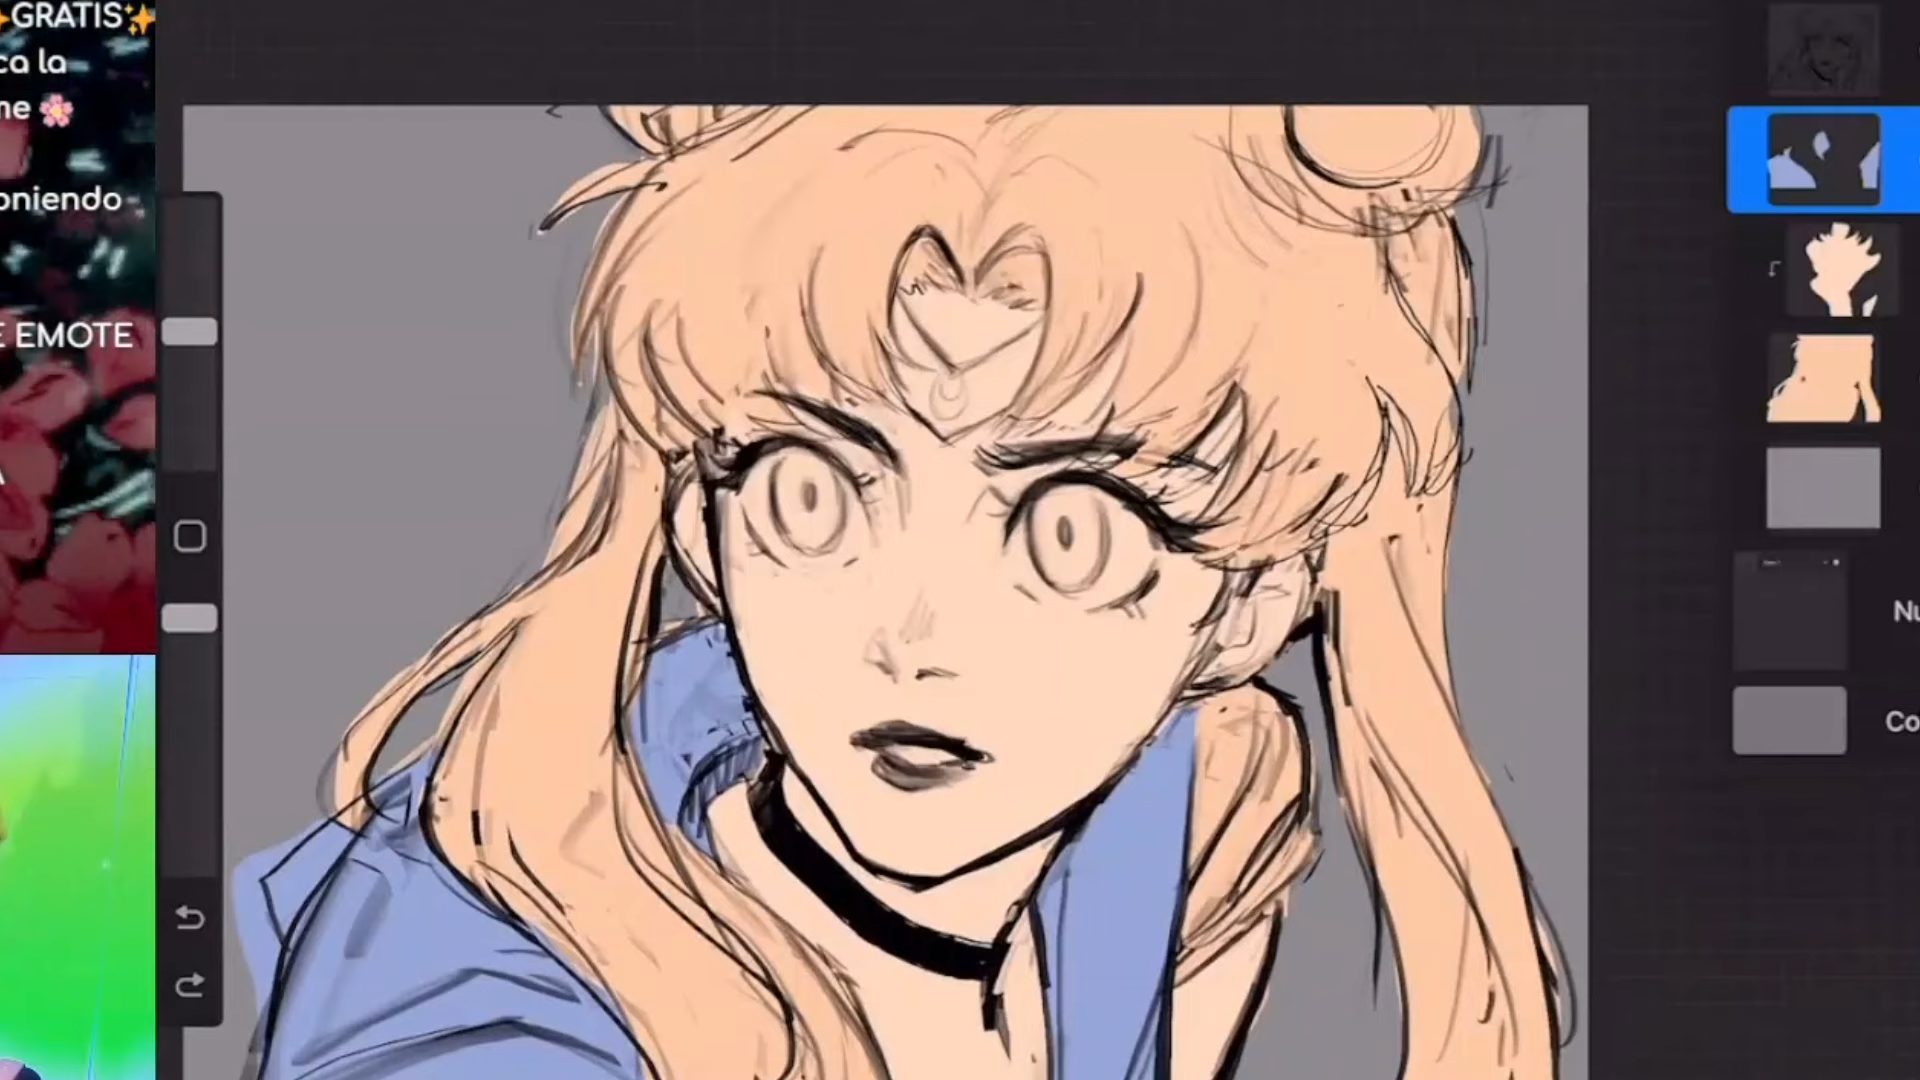 ✨GRATIS✨
ca la
me 🌸
oniendo
E EMOTE
A
Nu
Co